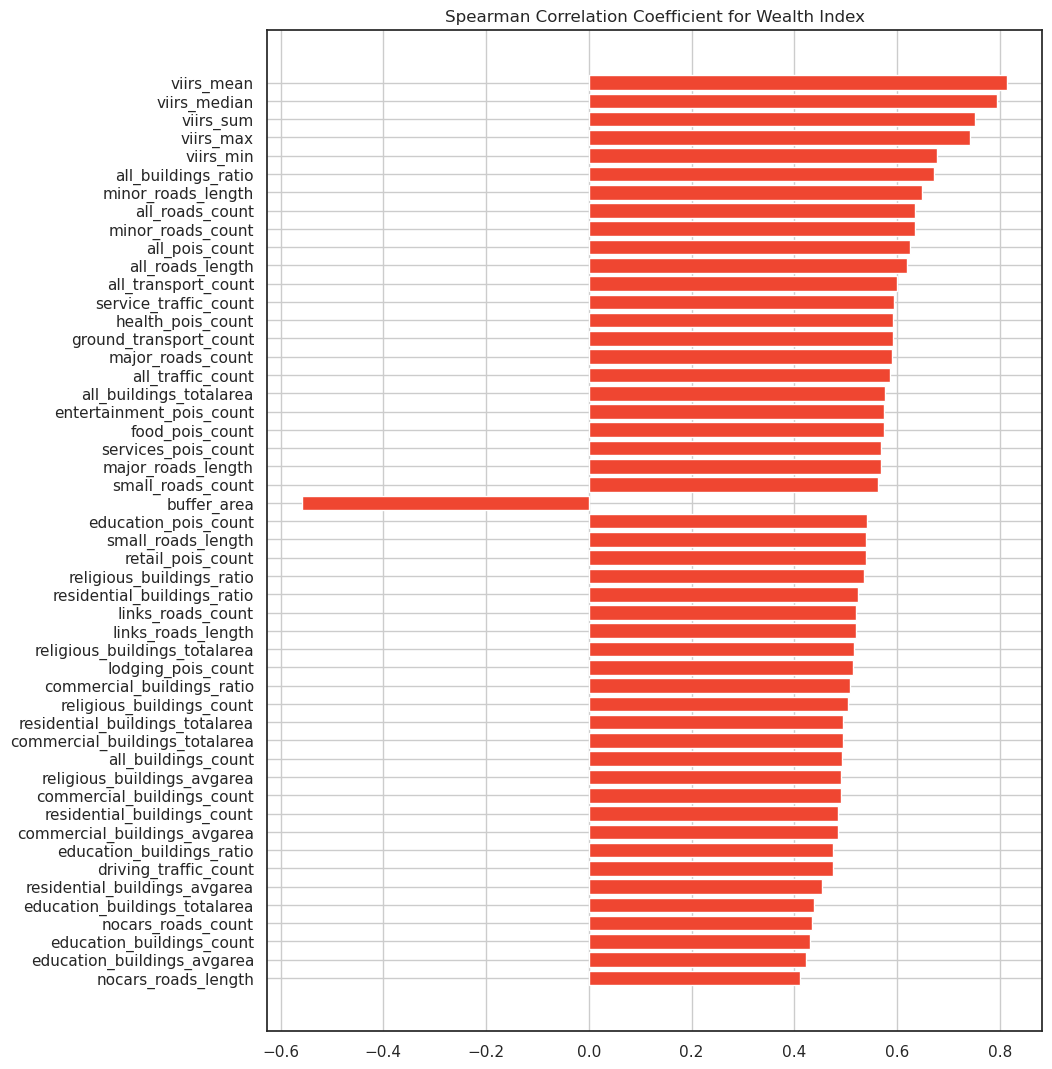 Spearman Correlation Coefficient for Wealth Index
viirs_mean
viirs_median
viirs_sum
viirs_max
viirs_min
all_buildings_ratio
minor_roads_length
all_roads_count
minor_roads_count
all_pois_count
all_roads_length
all_transport_count
service_traffic_count
health_pois_count
ground_transport_count
major_roads_count
all_traffic_count
all_buildings_totalarea
entertainment_pois_count
food_pois_count
services_pois_count
major_roads_length
small_roads_count
buffer_area
education_pois_count
small_roads_length
retail_pois_count
religious_buildings_ratio
residential_buildings_ratio
links_roads_count
links_roads_length
religious_buildings_totalarea
lodging_pois_count
commercial_buildings_ratio
religious_buildings_count
residential_buildings_totalarea
commercial_buildings_totalarea
all_buildings_count
religious_buildings_avgarea
commercial_buildings_count
residential_buildings_count
commercial_buildings_avgarea
education_buildings_ratio
driving_traffic_count
residential_buildings_avgarea
education_buildings_totalarea
nocars_roads_count
education_buildings_count
education_buildings_avgarea
nocars_roads_length
−0.6 −0.4 −0.2 0.0 0.2 0.4 0.6 0.8